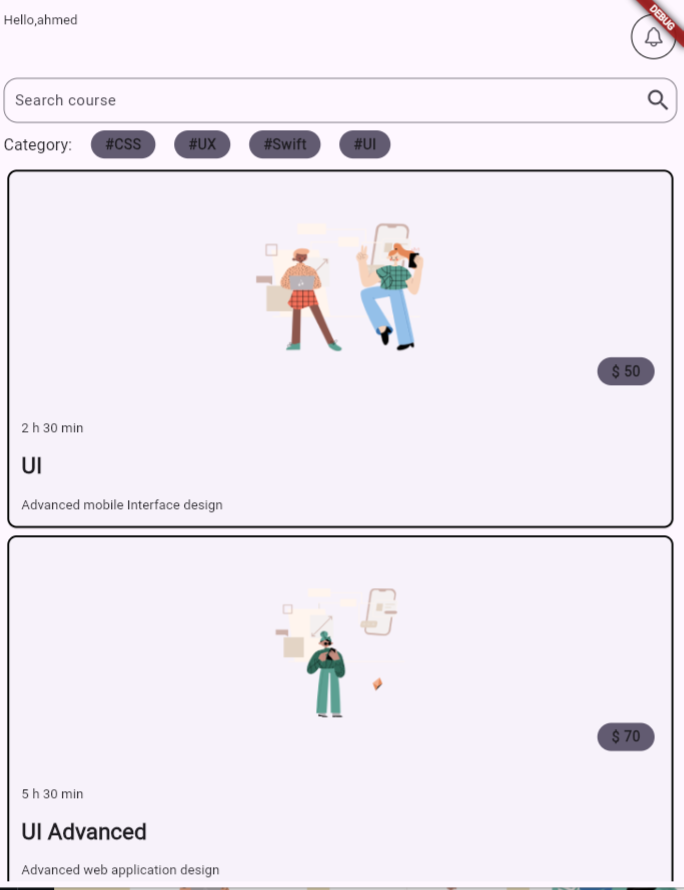 Hello,ahmed
DEBUG
Search course
Category: #CSS #UX #Swift #UI
$ 50
2 h 30 min
UI
Advanced mobile Interface design
$ 70
5 h 30 min
UI Advanced
Advanced web application design